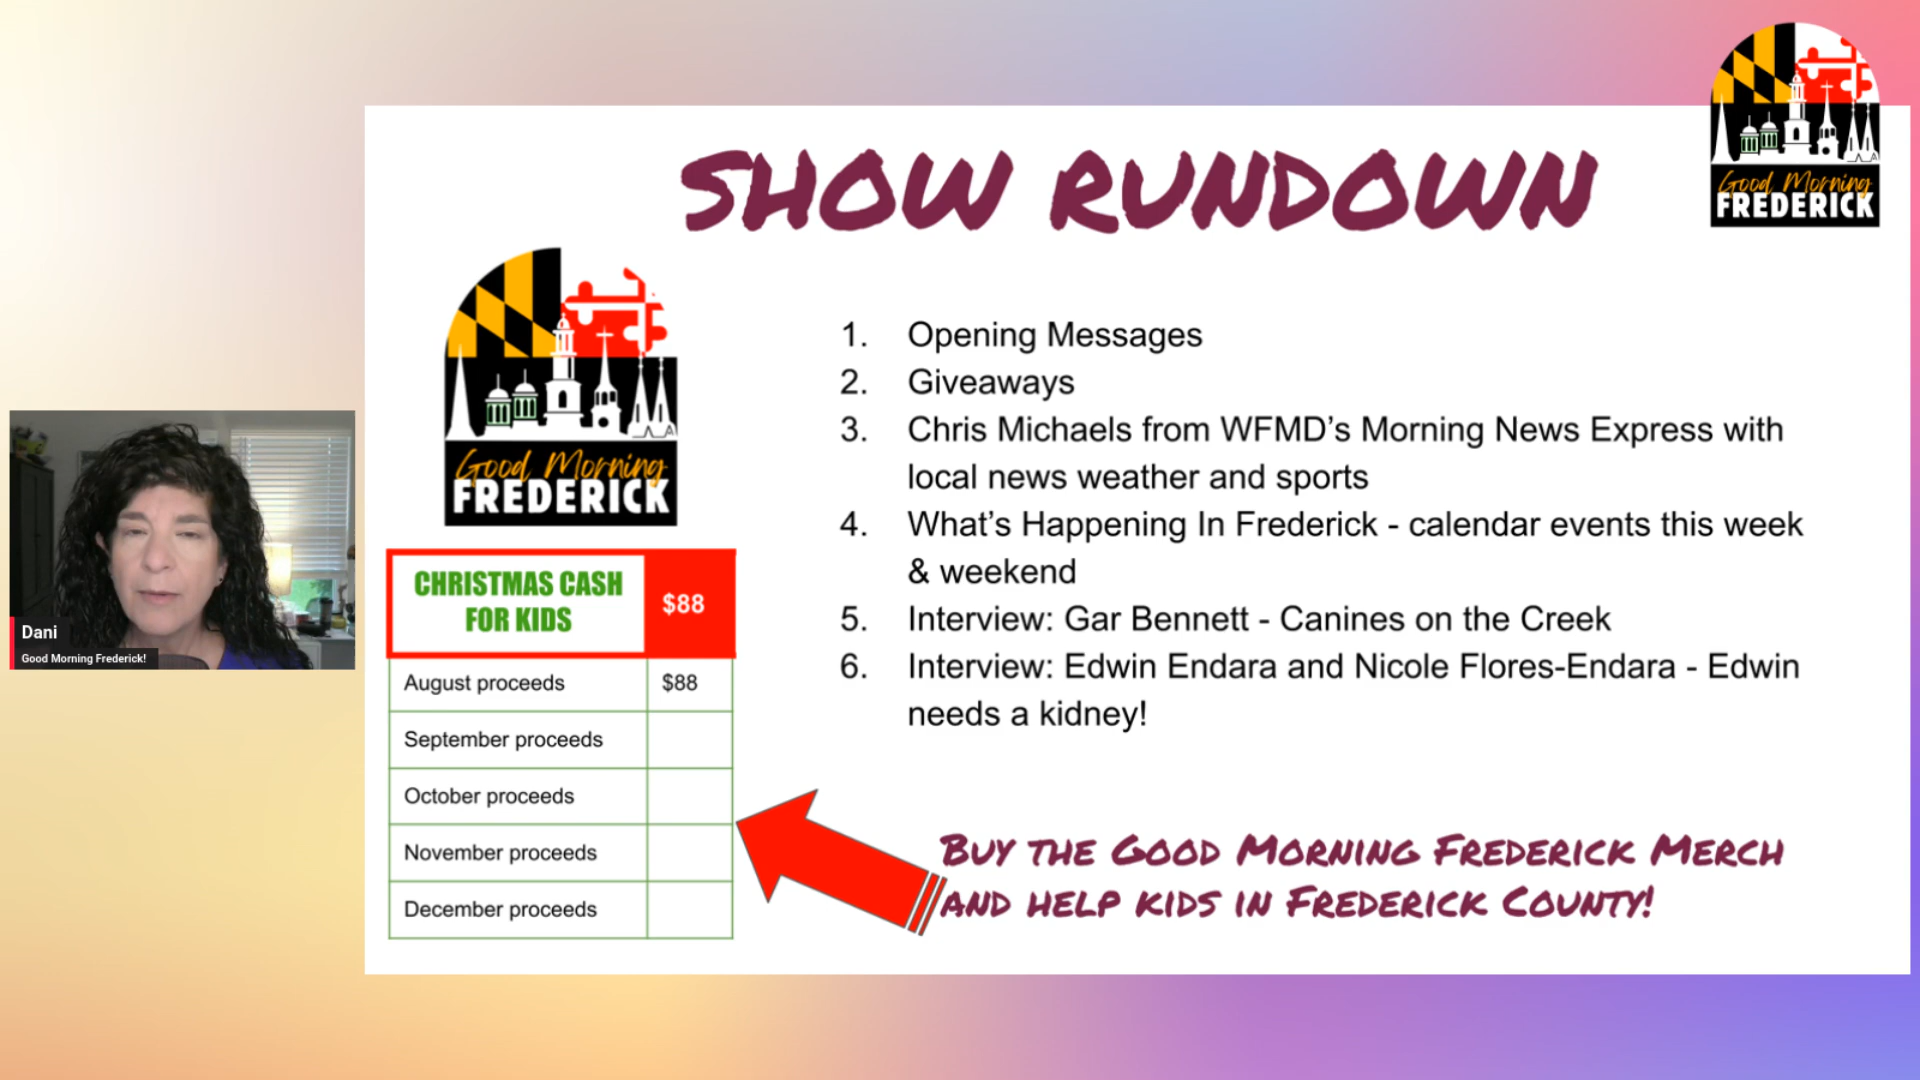 SHOW RUNDOWN
Good Morning
FREDERICK
Good Morning
FREDERICK
CHRISTMAS CASH
FOR KIDS
$88
August proceeds $88
September proceeds
October proceeds
November proceeds
December proceeds
1. Opening Messages
2. Giveaways
3. Chris Michaels from WFMD’s Morning News Express with
local news weather and sports
4. What’s Happening In Frederick - calendar events this week
& weekend
5. Interview: Gar Bennett - Canines on the Creek
6. Interview: Edwin Endara and Nicole Flores-Endara - Edwin
needs a kidney!
BUY THE GOOD MORNING FREDERICK MERCH
AND HELP KIDS IN FREDERICK COUNTY!
Dani
Good Morning Frederick!